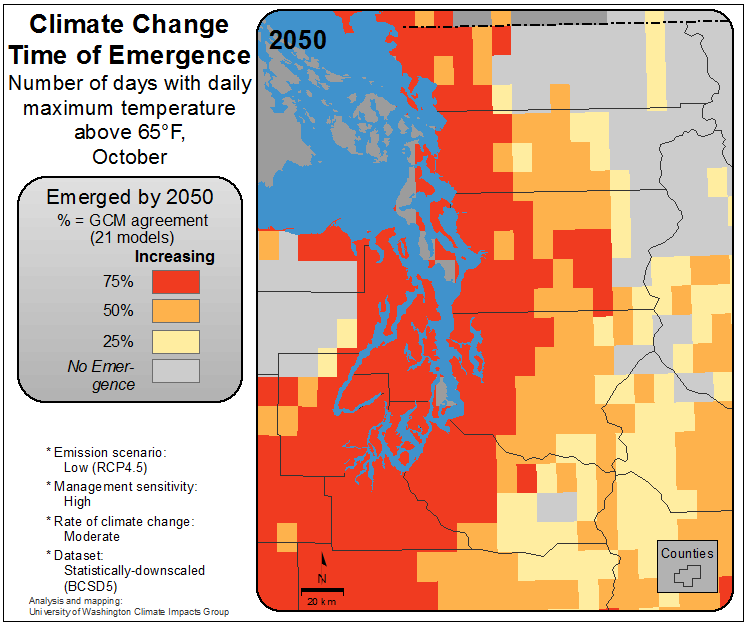 Climate Change
Time of Emergence
Number of days with daily
maximum temperature
above 65°F,
October
Emerged by 2050
% = GCM agreement
(21 models)
Increasing
75%
50%
25%
No Emer-
gence
* Emission scenario:
Low (RCP4.5)
* Management sensitivity:
High
* Rate of climate change:
Moderate
* Dataset:
Statistically-downscaled
(BCSD5)
Analysis and mapping:
University of Washington Climate Impacts Group
2050
N
20 km
Counties